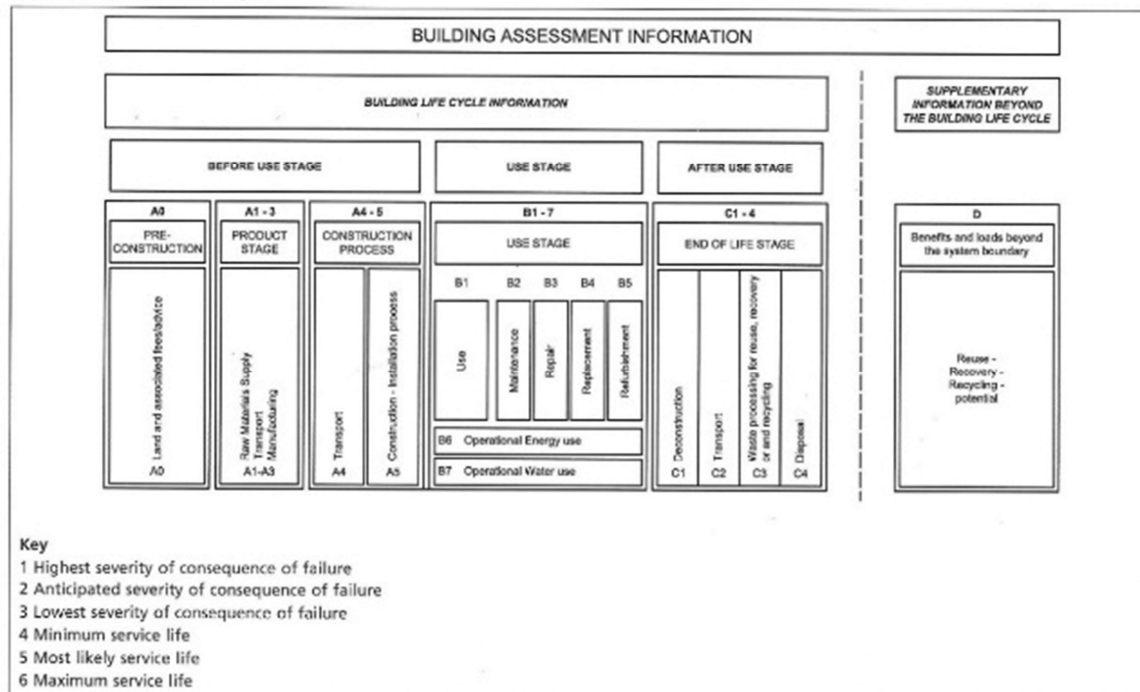 BUILDING ASSESSMENT INFORMATION
BUILDING LIFE CYCLE INFORMATION
SUPPLEMENTARY
INFORMATION BEYOND
THE BUILDING LIFE CYCLE
BEFORE USE STAGE
USE STAGE
AFTER USE STAGE
A0
PRE-
CONSTRUCTION
Land and associated fees/advice
A0
A1 - 3
PRODUCT
STAGE
Raw Materials Supply
Transport
Manufacturing
A1-A3
A4 - 5
CONSTRUCTION
PROCESS
Transport
A4
Construction - Installation process
A5
B1 - 7
USE STAGE
B1
Use
B2
Maintenance
B3
Repair
B4
Replacement
B5
Refurbishment
B6 Operational Energy use
B7 Operational Water use
C1 - 4
END OF LIFE STAGE
Deconstruction
C1
Transport
C2
Waste processing for reuse, recovery
or and recycling
C3
Disposal
C4
D
Benefits and loads beyond
the system boundary
Reuse -
Recovery -
Recycling -
potential
Key
1 Highest severity of consequence of failure
2 Anticipated severity of consequence of failure
3 Lowest severity of consequence of failure
4 Minimum service life
5 Most likely service life
6 Maximum service life